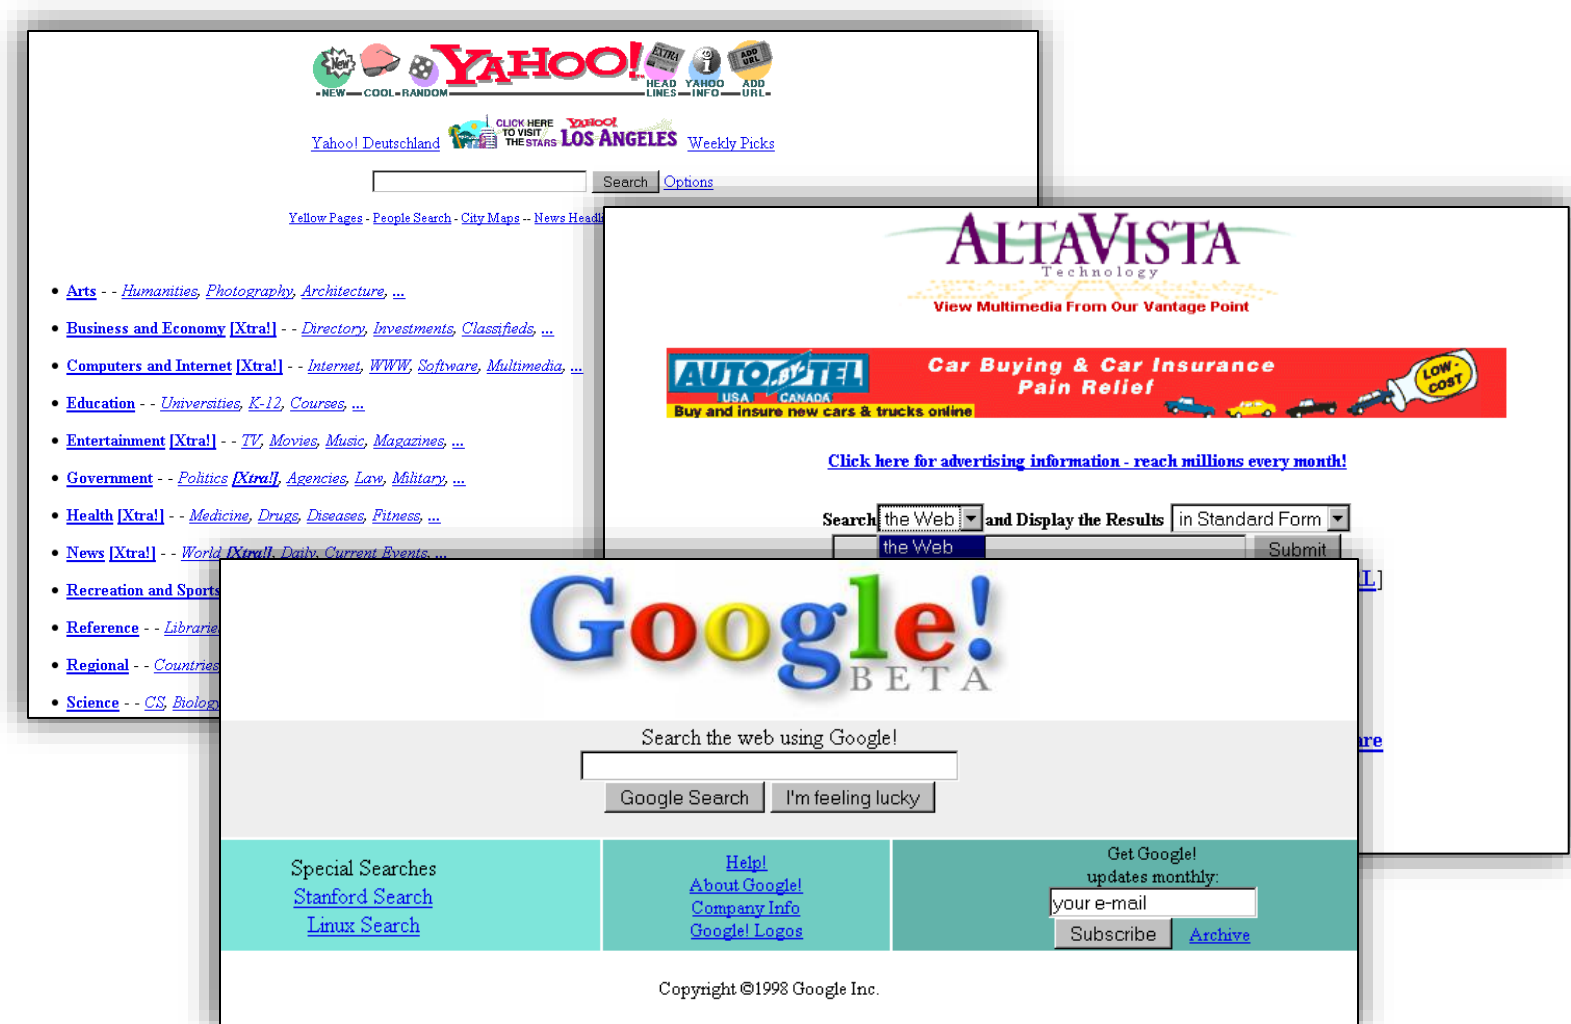 New EXTRA i ADD URL
YAHOO!
-NEW—COOL-RANDOM HEAD LINES YAHOO INFO ADD URL-
Yahoo! Deutschland CLICK HERE TO VISIT THE STARS YAHOO! LOS ANGELES Weekly Picks
Search Options
Yellow Pages - People Search - City Maps -- News
• Arts - - Humanities, Photography, Architecture, ...
• Business and Economy [Xtra!] - - Directory, Investments, Classifieds, ...
• Computers and Internet [Xtra!] - - Internet, WWW, Software, Multimedia, ...
• Education - - Universities, K-12, Courses, ...
• Entertainment [Xtra!] - - TV, Movies, Music, Magazines, ...
• Government - - Politics [Xtra!], Agencies, Law, Military, ...
• Health [Xtra!] - - Medicine, Drugs, Diseases, Fitness, ...
• News [Xtra!] - - World [Xtra!], Daily, Current Events, ...
• Recreation and Sports
• Reference - -
• Regional - - Countries
• Science - - CS, Biology
ALTAVISTA
Technology
View Multimedia From Our Vantage Point
AUTO-BY-TEL
USA CANADA
Buy and insure new cars & trucks online
Car Buying & Car Insurance
Pain Relief
LOW-COST
Click here for advertising information - reach millions every month!
Search the Web and Display the Results in Standard Form
the Web Submit
Google!
BETA
Search the web using Google!
Google Search I'm feeling lucky
Special Searches
Stanford Search
Linux Search
Help!
About Google!
Company Info
Google! Logos
Get Google!
updates monthly:
your e-mail
Subscribe Archive
Copyright ©1998 Google Inc.